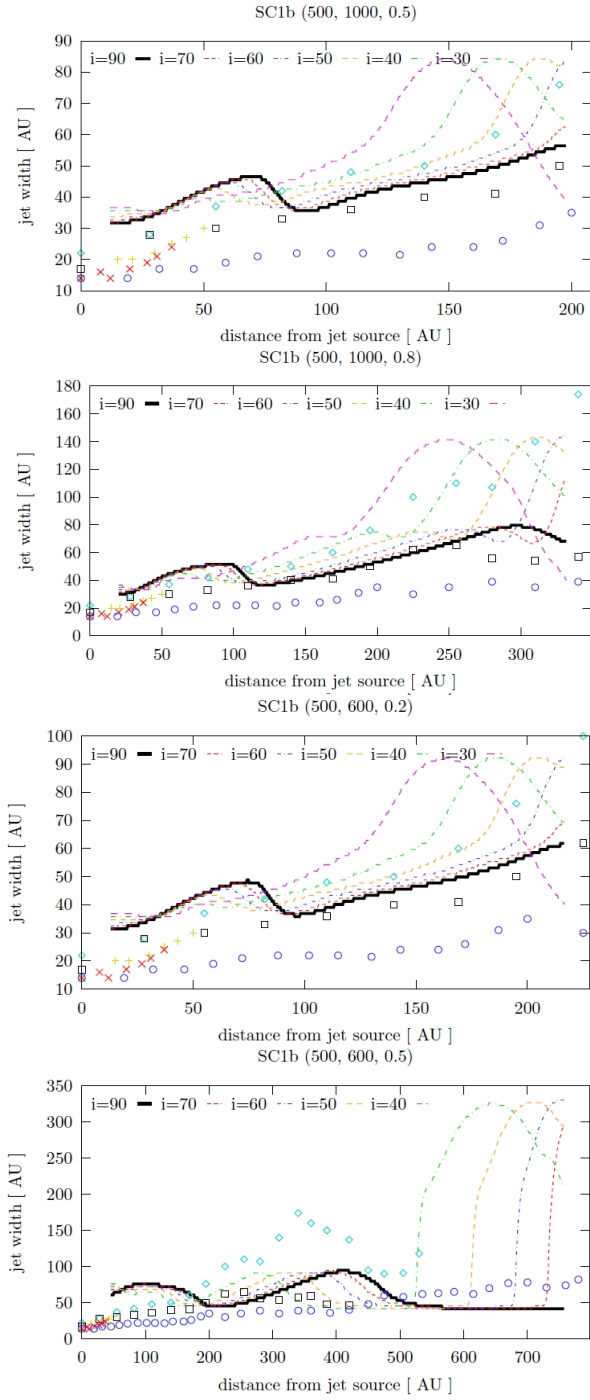 SC1b (500, 1000, 0.5)
90
80
70
60
50
40
30
20
10
i=90 i=70 i=60 i=50 i=40 i=30
jet width [ AU ]
0 50 100 150 200
distance from jet source [ AU ]
SC1b (500, 1000, 0.8)
180
160
140
120
100
80
60
40
20
0
i=90 i=70 i=60 i=50 i=40 i=30
jet width [ AU ]
0 50 100 150 200 250 300
distance from jet source [ AU ]
SC1b (500, 600, 0.2)
100
90
80
70
60
50
40
30
20
10
i=90 i=70 i=60 i=50 i=40 i=30
jet width [ AU ]
0 50 100 150 200
distance from jet source [ AU ]
SC1b (500, 600, 0.5)
350
300
250
200
150
100
50
0
i=90 i=70 i=60 i=50 i=40
jet width [ AU ]
0 100 200 300 400 500 600 700
distance from jet source [ AU ]